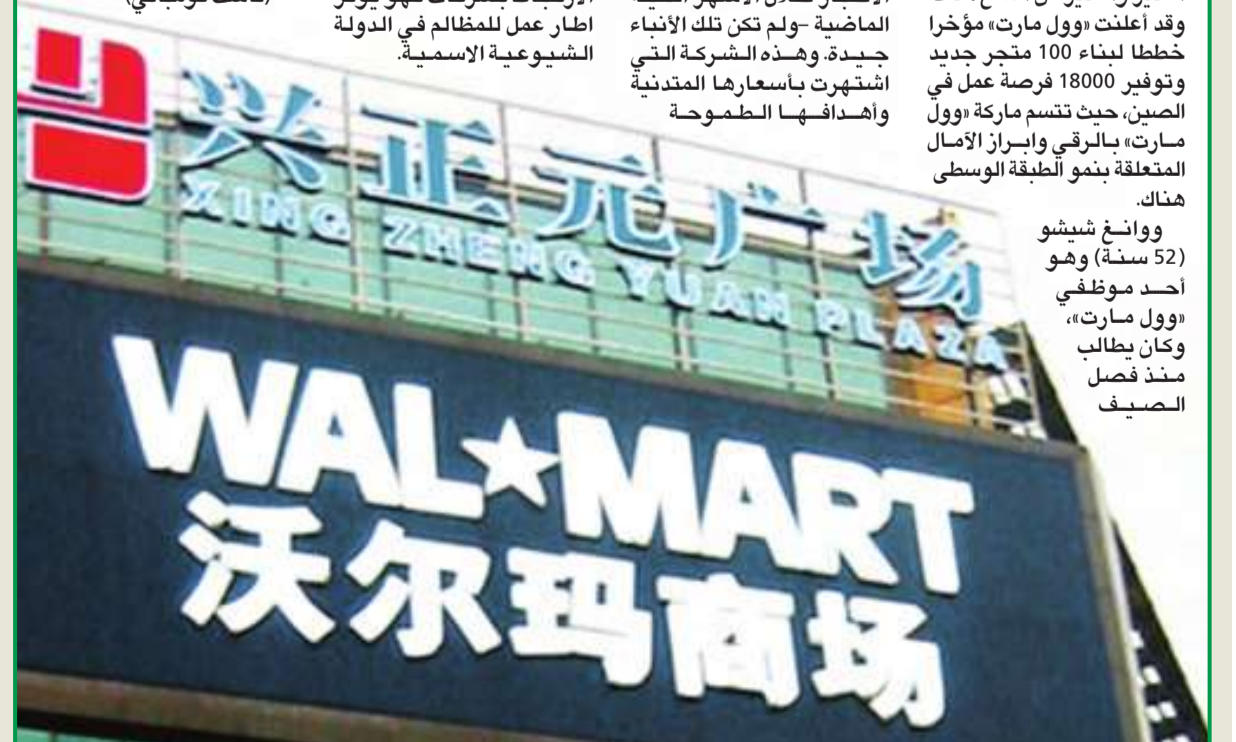 وقد أعلنت «وول مارت» مؤخرا
خططا لبناء 100 متجر جديد
وتوفير 18000 فرصة عمل في
الصين، حيث تتسم ماركة «وول
مارت» بالرقي وابراز الآمال
المتعلقة بنمو الطبقة الوسطى
هناك.
ووانغ شيشو
(52 سنة) وهو
أحد موظفي
«وول مارت»،
وكان يطالب
منذ فصل
الصيف
الماضية –ولم تكن تلك الأنباء
جيدة. وهذه الشركة التي
اشتهرت بأسعارها المتدنية
وأهدافها الطموحة
اطار عمل للمظالم في الدولة
الشيوعية الاسمية.
兴正元广场
XING ZHENG YUAN PLAZA
WAL★MART
沃尔玛商场